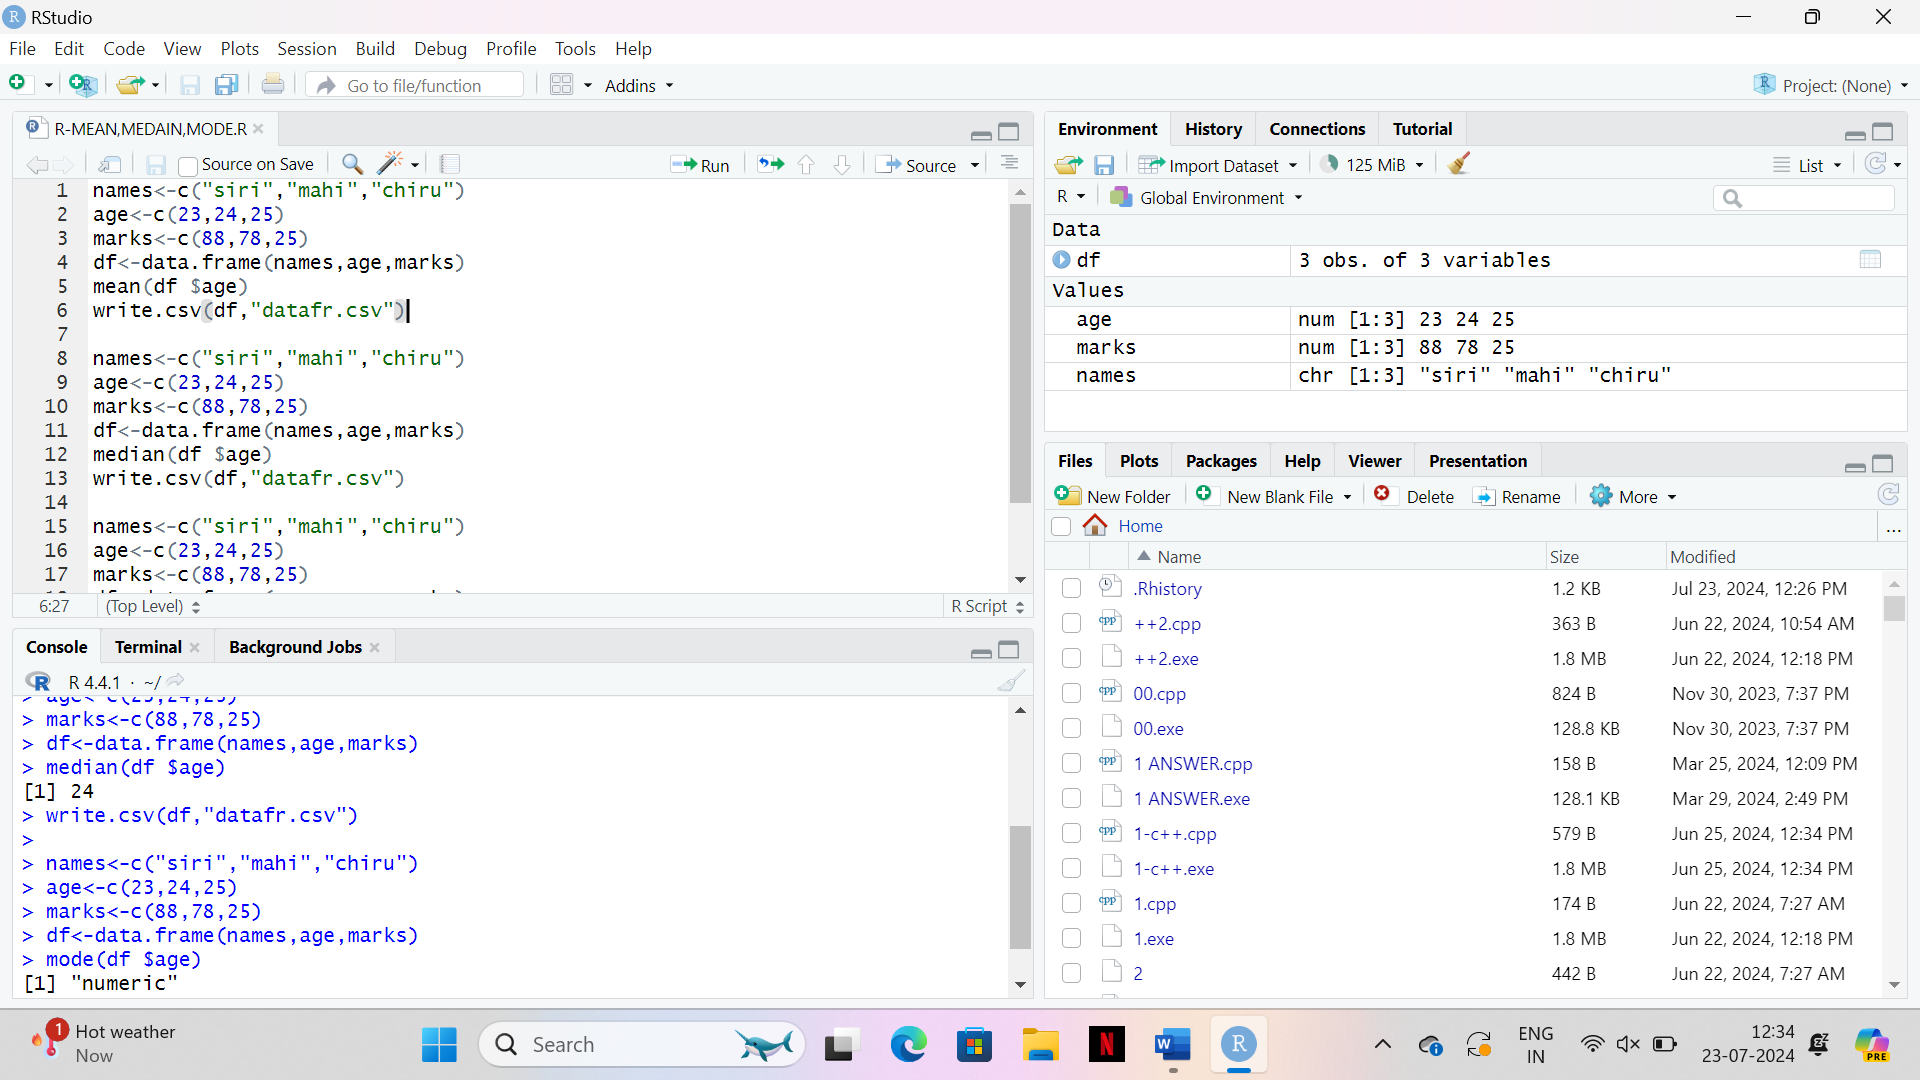 RStudio
File Edit Code View Plots Session Build Debug Profile Tools Help
Go to file/function Addins Project: (None)
R-MEAN,MEDAIN,MODE.R
Source on Save Run Source
1 names<-c("siri","mahi","chiru")
2 age<-c(23,24,25)
3 marks<-c(88,78,25)
4 df<-data.frame(names,age,marks)
5 mean(df $age)
6 write.csv(df,"datafr.csv")
7
8 names<-c("siri","mahi","chiru")
9 age<-c(23,24,25)
10 marks<-c(88,78,25)
11 df<-data.frame(names,age,marks)
12 median(df $age)
13 write.csv(df,"datafr.csv")
14
15 names<-c("siri","mahi","chiru")
16 age<-c(23,24,25)
17 marks<-c(88,78,25)
6:27 (Top Level) R Script
Console Terminal Background Jobs
R 4.4.1 · ~/
> age<-c(23,24,25)
> marks<-c(88,78,25)
> df<-data.frame(names,age,marks)
> median(df $age)
[1] 24
> write.csv(df,"datafr.csv")
>
> names<-c("siri","mahi","chiru")
> age<-c(23,24,25)
> marks<-c(88,78,25)
> df<-data.frame(names,age,marks)
> mode(df $age)
[1] "numeric"
Environment History Connections Tutorial
Import Dataset 125 MiB List
R Global Environment
Data
df 3 obs. of 3 variables
Values
age num [1:3] 23 24 25
marks num [1:3] 88 78 25
names chr [1:3] "siri" "mahi" "chiru"
Files Plots Packages Help Viewer Presentation
New Folder New Blank File Delete Rename More
Home ...
Name Size Modified
.Rhistory 1.2 KB Jul 23, 2024, 12:26 PM
++2.cpp 363 B Jun 22, 2024, 10:54 AM
++2.exe 1.8 MB Jun 22, 2024, 12:18 PM
00.cpp 824 B Nov 30, 2023, 7:37 PM
00.exe 128.8 KB Nov 30, 2023, 7:37 PM
1 ANSWER.cpp 158 B Mar 25, 2024, 12:09 PM
1 ANSWER.exe 128.1 KB Mar 29, 2024, 2:49 PM
1-c++.cpp 579 B Jun 25, 2024, 12:34 PM
1-c++.exe 1.8 MB Jun 25, 2024, 12:34 PM
1.cpp 174 B Jun 22, 2024, 7:27 AM
1.exe 1.8 MB Jun 22, 2024, 12:18 PM
2 442 B Jun 22, 2024, 7:27 AM
1 Hot weather
Now
Search
ENG
IN
12:34
23-07-2024
PRE